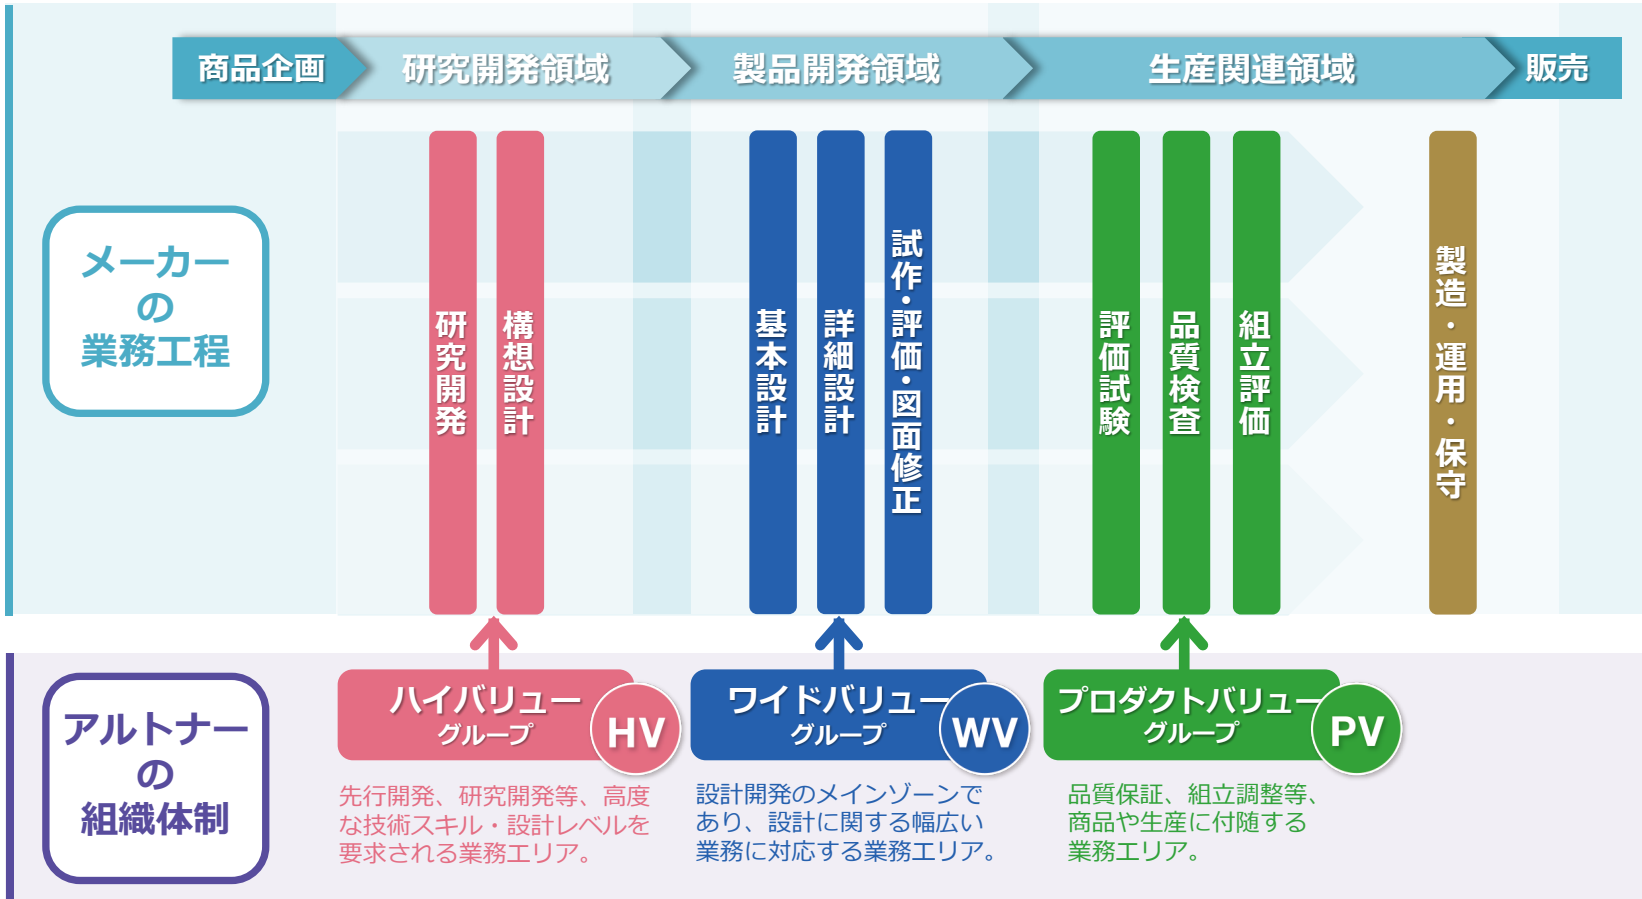 商品企画
研究開発領域
製品開発領域
生産関連領域
販売
メーカー
の
業務工程
研究開発
構想設計
基本設計
詳細設計
試作・評価・図面修正
評価試験
品質検査
組立評価
製造・運用・保守
アルトナー
の
組織体制
ハイバリュー
グループ
HV
先行開発、研究開発等、高度
な技術スキル・設計レベルを
要求される業務エリア。
ワイドバリュー
グループ
WV
設計開発のメインゾーンで
あり、設計に関する幅広い
業務に対応する業務エリア。
プロダクトバリュー
グループ
PV
品質保証、組立調整等、
商品や生産に付随する
業務エリア。